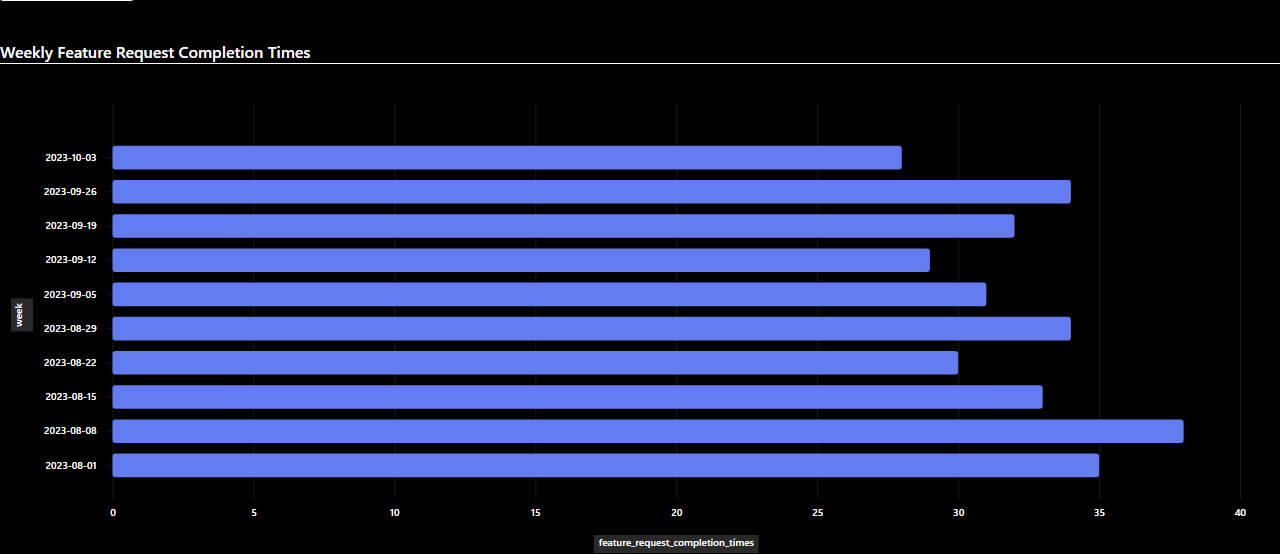 Weekly Feature Request Completion Times
2023-10-03
2023-09-26
2023-09-19
2023-09-12
2023-09-05
2023-08-29
2023-08-22
2023-08-15
2023-08-08
2023-08-01
week
0 5 10 15 20 25 30 35 40
feature_request_completion_times